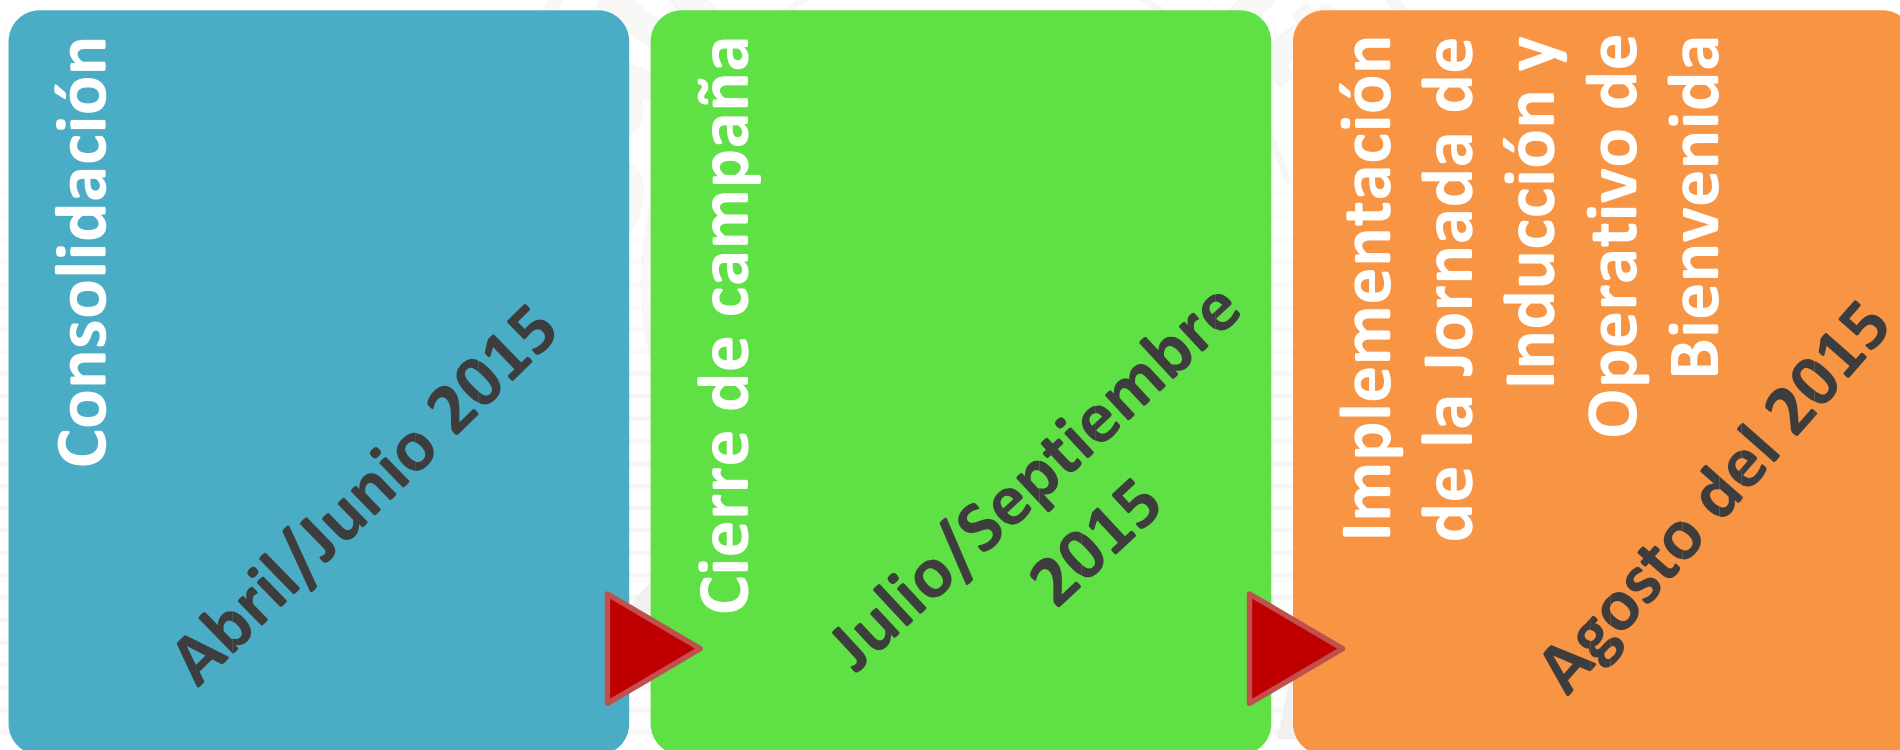 Consolidación
Abril/Junio 2015
Cierre de campaña
Julio/Septiembre
2015
Implementación
de la Jornada de
Inducción y
Operativo de
Bienvenida
Agosto del 2015